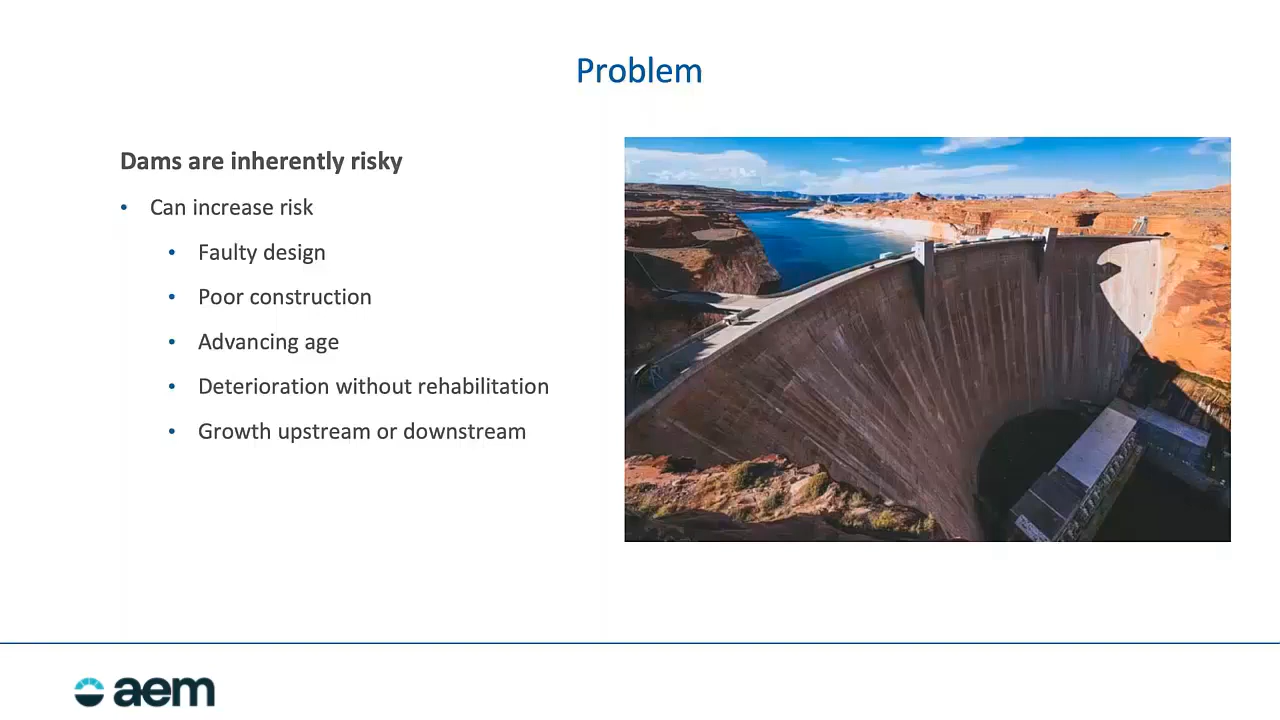 Problem
Dams are inherently risky
• Can increase risk
• Faulty design
• Poor construction
• Advancing age
• Deterioration without rehabilitation
• Growth upstream or downstream
aem